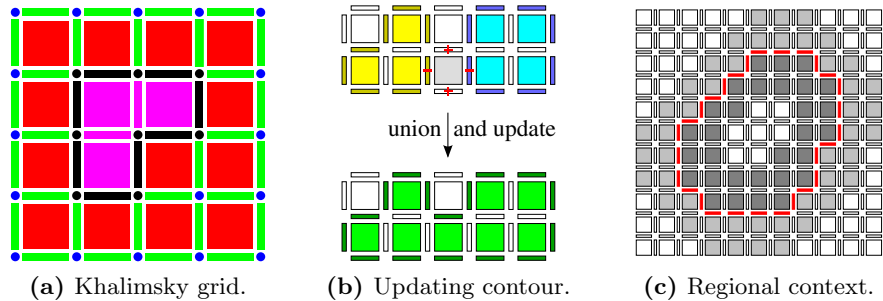 union and update
(a) Khalimsky grid.
(b) Updating contour.
(c) Regional context.